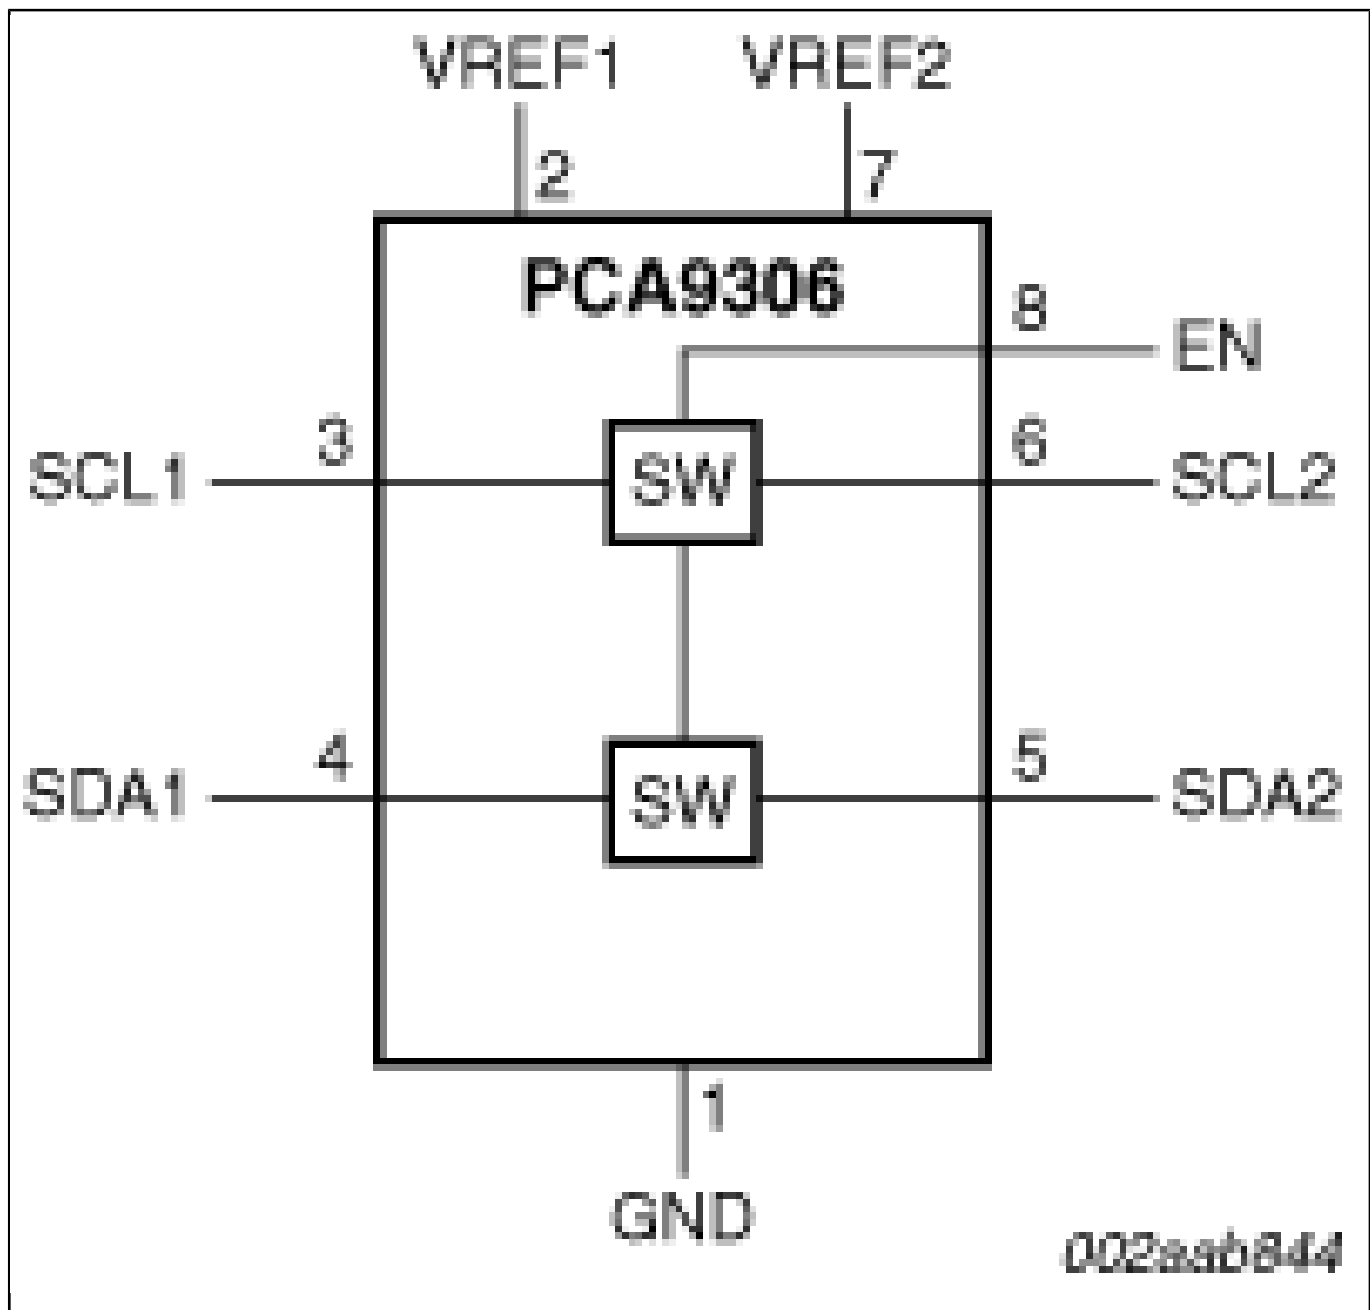 VREF1 VREF2
2 7
PCA9306
8 EN
SCL1 3 SW 6 SCL2
SDA1 4 SW 5 SDA2
1
GND
002aab844